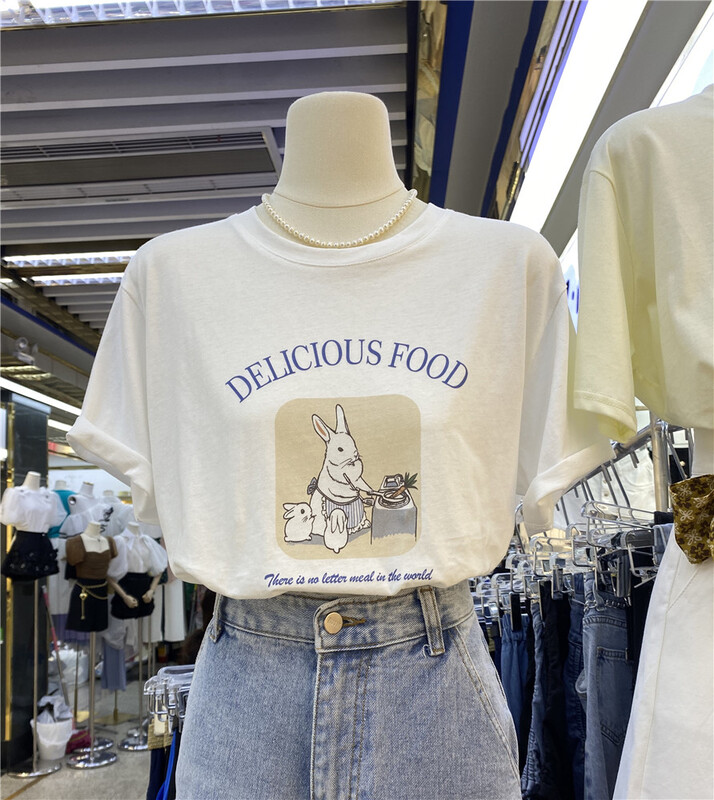 DELICIOUS FOOD
There is no letter meal in the world